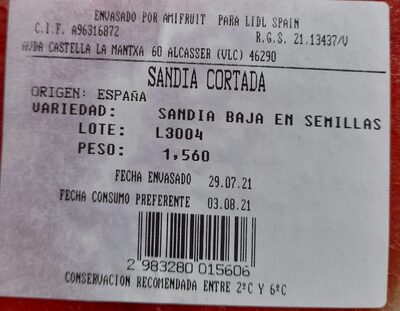 ENVASADO POR AMIFRUIT PARA LIDL SPAIN
C.I.F. A96316872 R.G.S. 21.13437/V
AVDA CASTELLA LA MANTXA 60 ALCASSER (VLC) 46290
SANDIA CORTADA
ORIGEN: ESPAÑA
VARIEDAD: SANDIA BAJA EN SEMILLAS
LOTE: L3004
PESO: 1,560
FECHA ENVASADO 29.07.21
FECHA CONSUMO PREFERENTE 03.08.21
2 983280 015606
CONSERVACION RECOMENDADA ENTRE 2ºC Y 6ºC